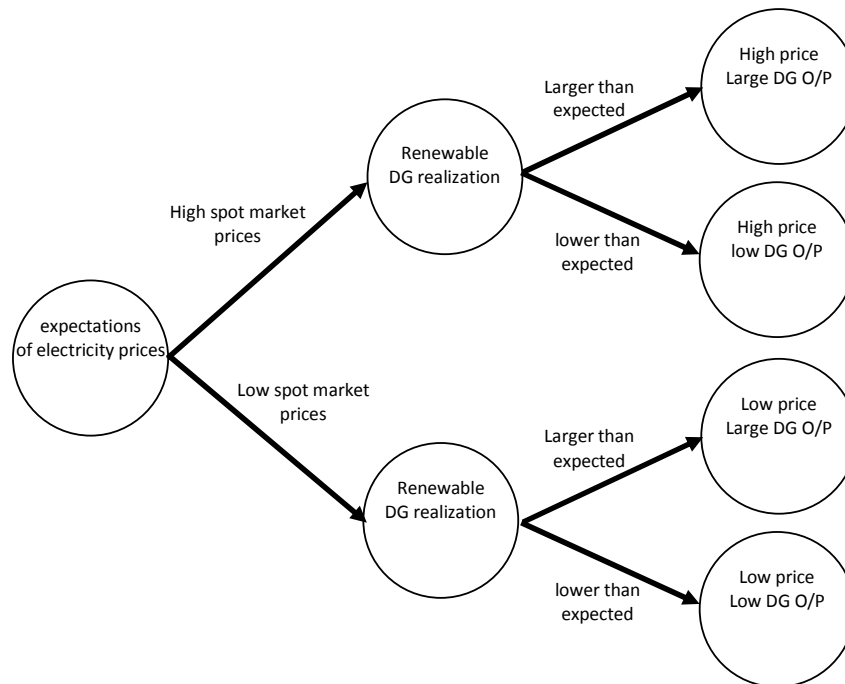 High price
Large DG O/P
Larger than
expected
Renewable
DG realization
High spot market
prices
High price
low DG O/P
lower than
expected
expectations
of electricity prices
Low spot market
prices
Low price
Large DG O/P
Larger than
expected
Renewable
DG realization
Low price
Low DG O/P
lower than
expected